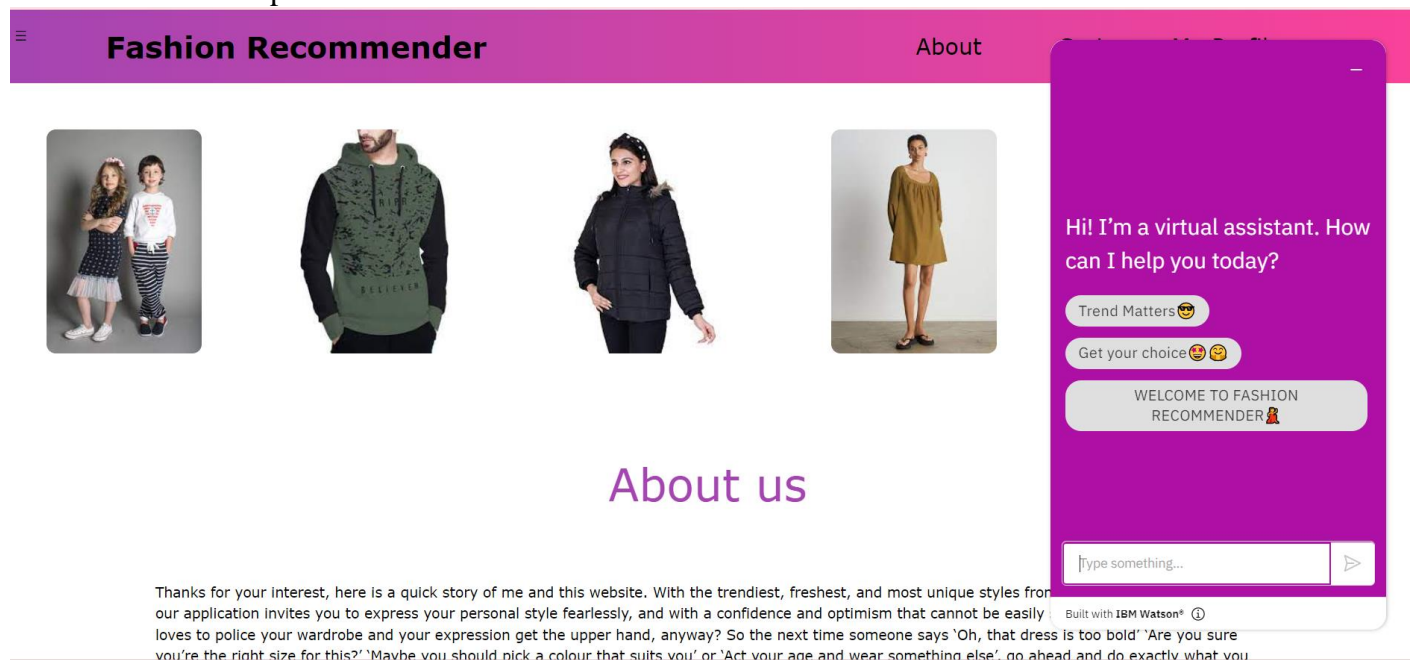 Fashion Recommender
About
Hi! I'm a virtual assistant. How
can I help you today?
Trend Matters😎
Get your choice🤩🤗
WELCOME TO FASHION
RECOMMENDER💃
Type something...
Built with IBM Watson®
About us
Thanks for your interest, here is a quick story of me and this website. With the trendiest, freshest, and most unique styles
our application invites you to express your personal style fearlessly, and with a confidence and optimism that cannot be easily
loves to police your wardrobe and your expression get the upper hand, anyway? So the next time someone says ‘Oh, that dress is too bold’ ‘Are you sure
you’re the right size for this?’ ‘Maybe you should pick a colour that suits you’ or ‘Act your age and wear something else’, go ahead and do exactly what you